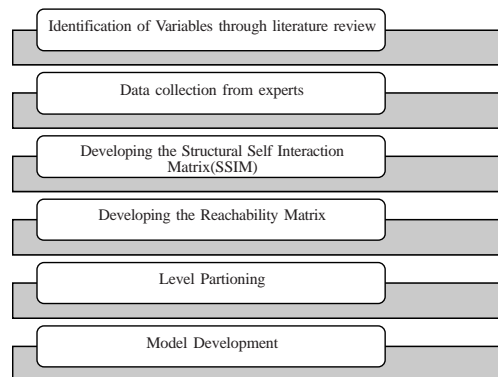 Identification of Variables through literature review
Data collection from experts
Developing the Structural Self Interaction
Matrix(SSIM)
Developing the Reachability Matrix
Level Partioning
Model Development